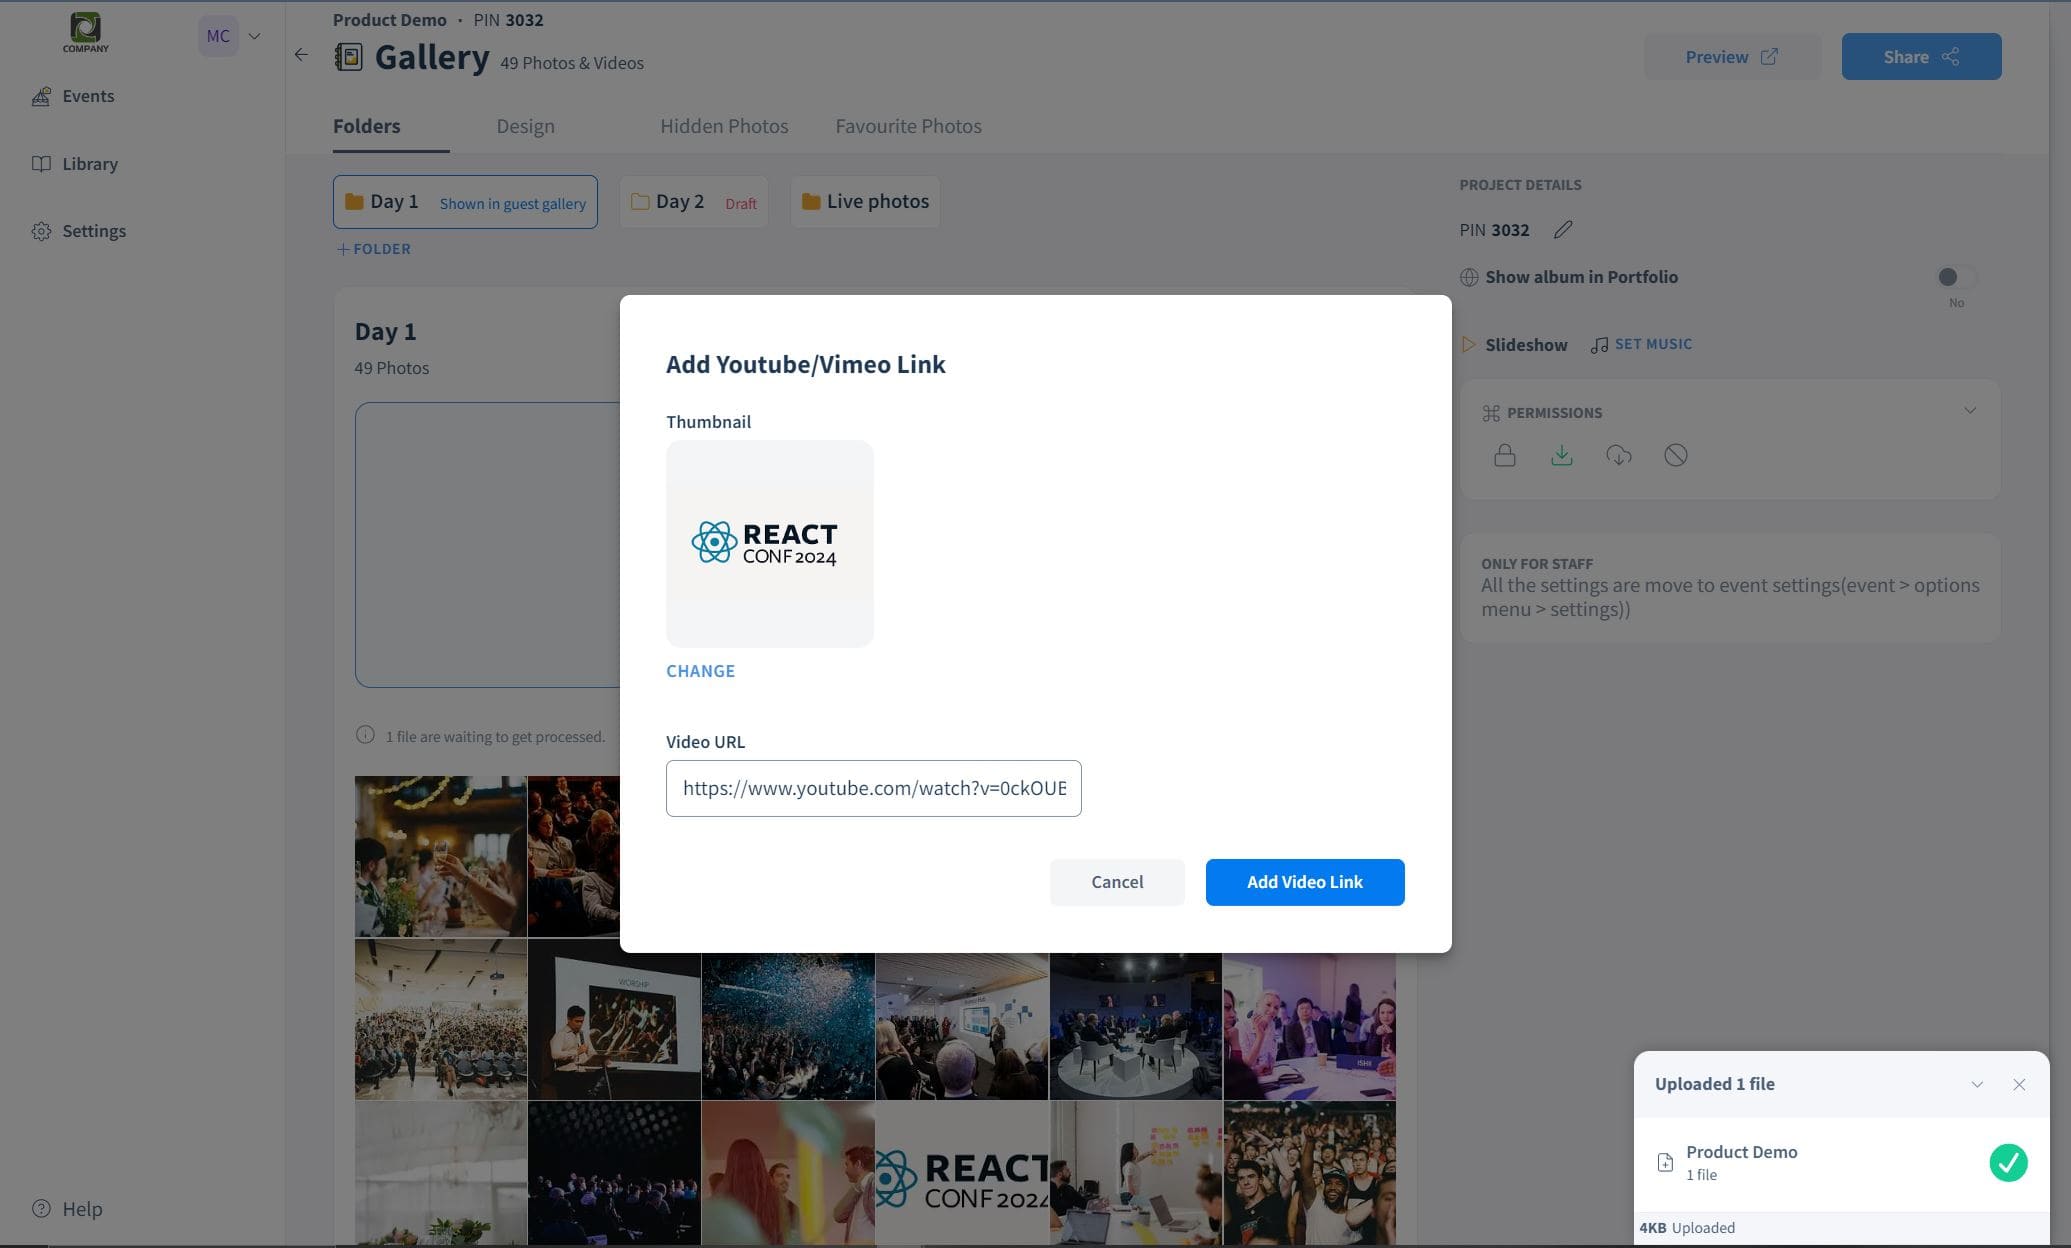 COMPANY
MC
Events
Library
Settings
Help
Product Demo · PIN 3032
Gallery 49 Photos & Videos
Preview
Share
Folders Design Hidden Photos Favourite Photos
Day 1 Shown in guest gallery
Day 2 Draft
Live photos
+ FOLDER
Day 1
49 Photos
1 file are waiting to get processed.
Add Youtube/Vimeo Link
Thumbnail
REACT
CONF 2024
CHANGE
Video URL
https://www.youtube.com/watch?v=0ckOUE
Cancel
Add Video Link
WORSHIP
ISHII
REACT
CONF 2024
PROJECT DETAILS
PIN 3032
Show album in Portfolio
No
Slideshow
SET MUSIC
PERMISSIONS
ONLY FOR STAFF
All the settings are move to event settings(event > options
menu > settings))
Uploaded 1 file
Product Demo
1 file
4KB Uploaded